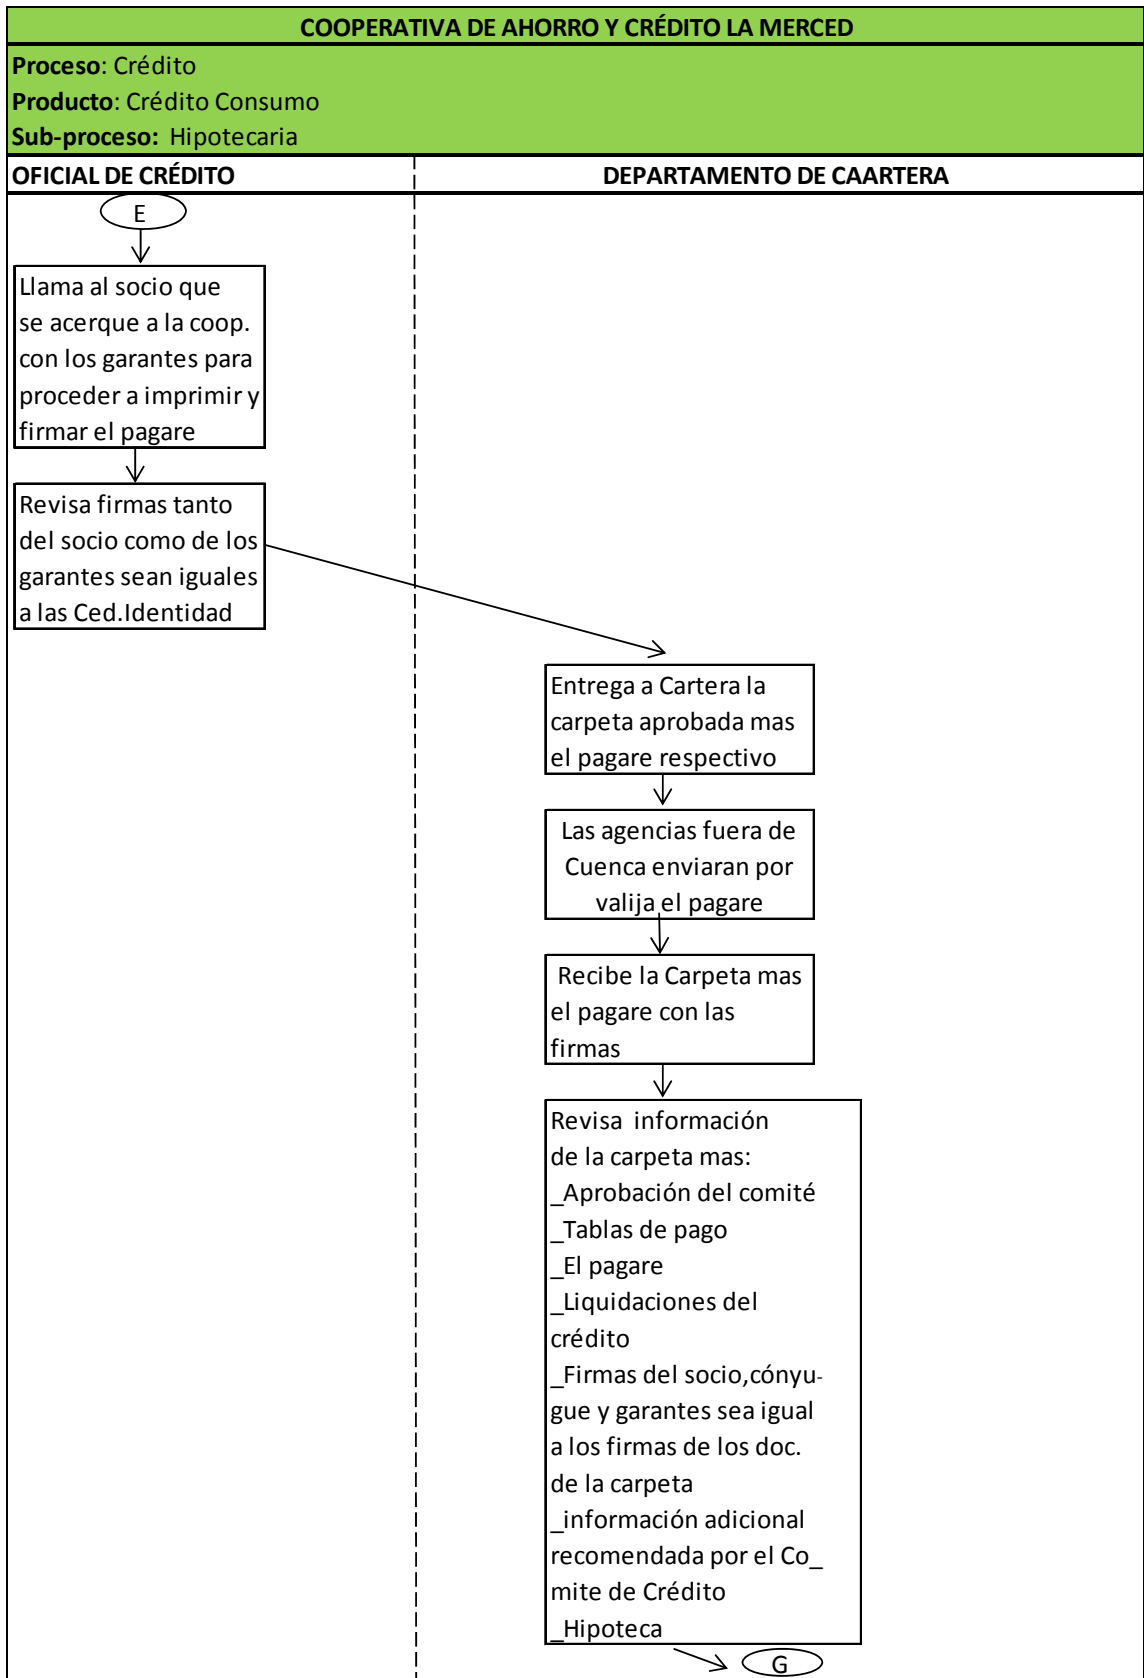 COOPERATIVA DE AHORRO Y CRÉDITO LA MERCED
Proceso: Crédito
Producto: Crédito Consumo
Sub-proceso: Hipotecaria
OFICIAL DE CRÉDITO
DEPARTAMENTO DE CAARTERA
E
Llama al socio que
se acerque a la coop.
con los garantes para
proceder a imprimir y
firmar el pagare
Revisa firmas tanto
del socio como de los
garantes sean iguales
a las Ced.Identidad
Entrega a Cartera la
carpeta aprobada mas
el pagare respectivo
Las agencias fuera de
Cuenca enviaran por
valija el pagare
Recibe la Carpeta mas
el pagare con las
firmas
Revisa información
de la carpeta mas:
_Aprobación del comité
_Tablas de pago
_El pagare
_Liquidaciones del
crédito
_Firmas del socio,cónyu-
gue y garantes sea igual
a los firmas de los doc.
de la carpeta
_información adicional
recomendada por el Co_
mite de Crédito
_Hipoteca
G